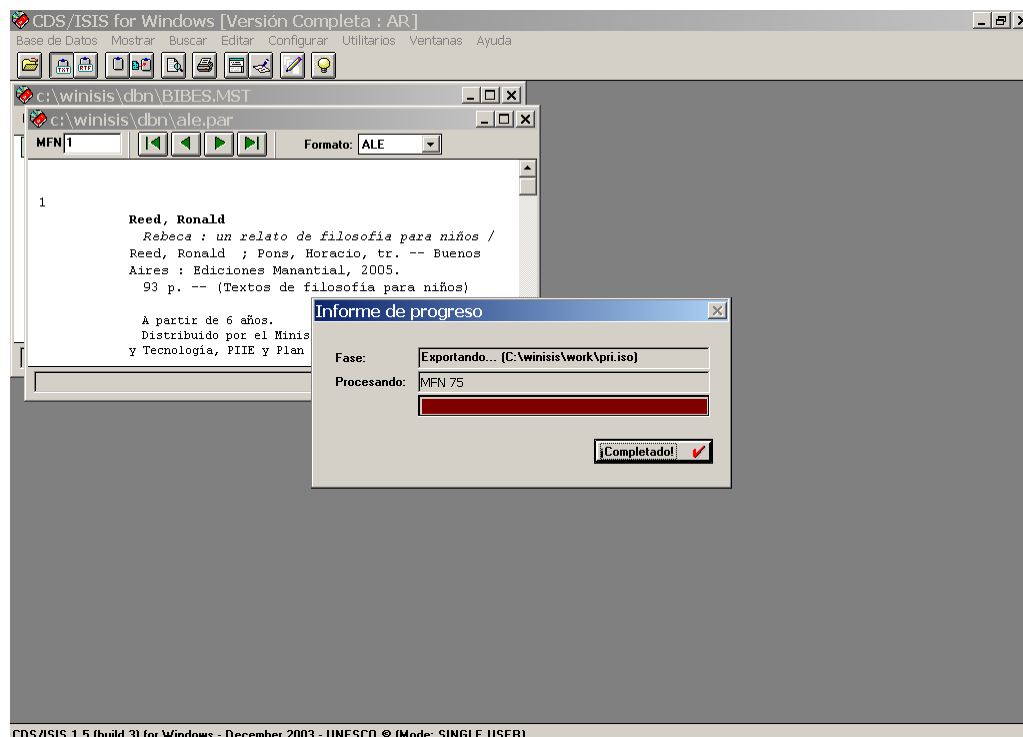 CDS/ISIS for Windows [Versión Completa : AR]
Base de Datos Mostrar Buscar Editar Configurar Utilitarios Ventanas Ayuda
TXT RTF
c:\winisis\dbn\BIBES.MST
c:\winisis\dbn\ale.par
MFN 1 Formato: ALE
1
Reed, Ronald
Rebeca : un relato de filosofía para niños /
Reed, Ronald ; Pons, Horacio, tr. -- Buenos
Aires : Ediciones Manantial, 2005.
93 p. -- (Textos de filosofía para niños)
A partir de 6 años.
Distribuido por el Minis
y Tecnología, PIIE y Plan
Informe de progreso
Fase: Exportando... (C:\winisis\work\pri.iso)
Procesando: MFN 75
¡Completado!
CDS/ISIS 1.5 (build 3) for Windows - December 2003 - UNESCO © (Mode: SINGLE USER)